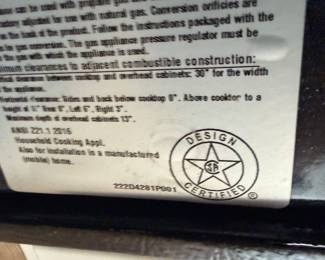 can be used with propane gas
adjusted for use with natural gas. Conversion orifices are
on the back of the product. Follow the instructions packaged with the
for gas conversion. The gas appliance pressure regulator must be
the gas with which the appliance is used.
clearances to adjacent combustible construction:
between cooking and overhead cabinets: 30" for the width
the appliance.
Horizontal clearance: Sides and back below cooktop 0". Above cooktop to a
height of Rear 0", Left 6", Right 3".
Maximum depth of overhead cabinets 13".
ANSI Z21.1 2016
Household Cooking Appl.
Also for installation in a manufactured
(mobile) home.
222D4281P001
DESIGN
CERTIFIED
®